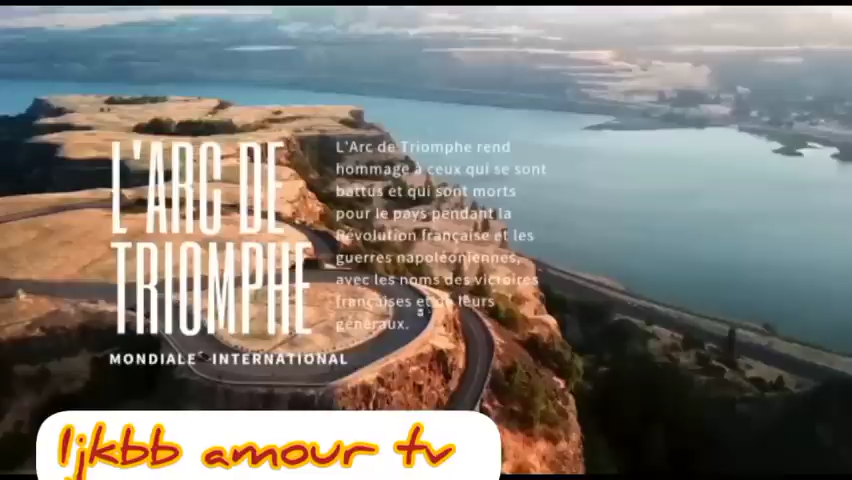 L'ARC DE
TRIOMPHE
MONDIALE INTERNATIONAL
L'Arc de Triomphe rend
hommage à ceux qui se sont
battus et qui sont morts
pour le pays pendant la
Révolution française et les
guerres napoléoniennes,
avec les noms des victoires
françaises et de leurs
généraux.
ljkbb amour tv